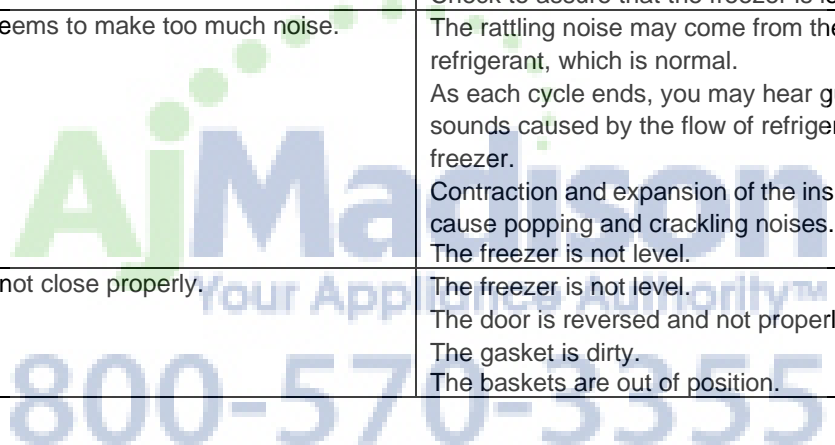 Check to assure that the freezer is
eems to make too much noise.
The rattling noise may come from the
refrigerant, which is normal.
As each cycle ends, you may hear
sounds caused by the flow of
freezer.
Contraction and expansion of the
cause popping and crackling noises.
The freezer is not level.
not close properly.
The freezer is not level.
The door is reversed and not
The gasket is dirty.
The baskets are out of position.
AjMadison
Your Appliance Authority™
800-570-3355